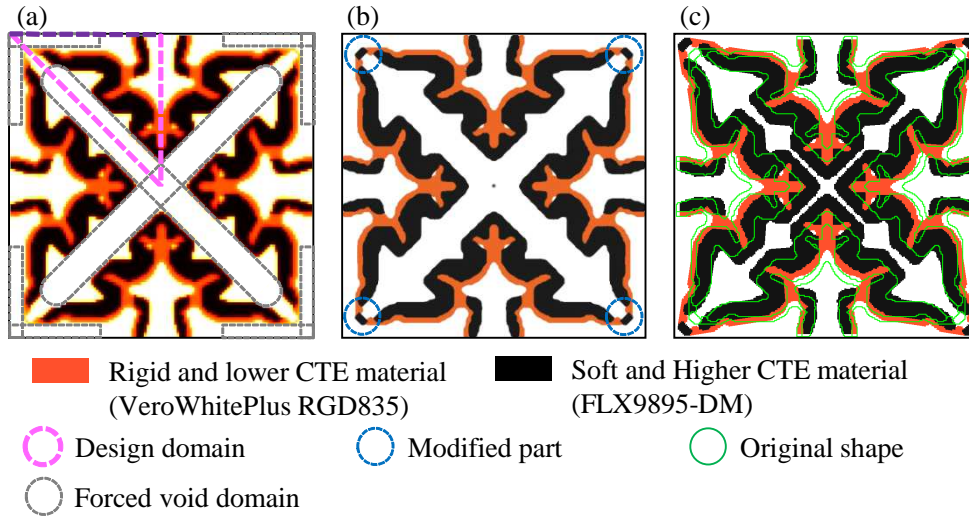 (a) (b) (c)
Rigid and lower CTE material Soft and Higher CTE material
(VeroWhitePlus RGD835) (FLX9895-DM)
Design domain Modified part Original shape
Forced void domain